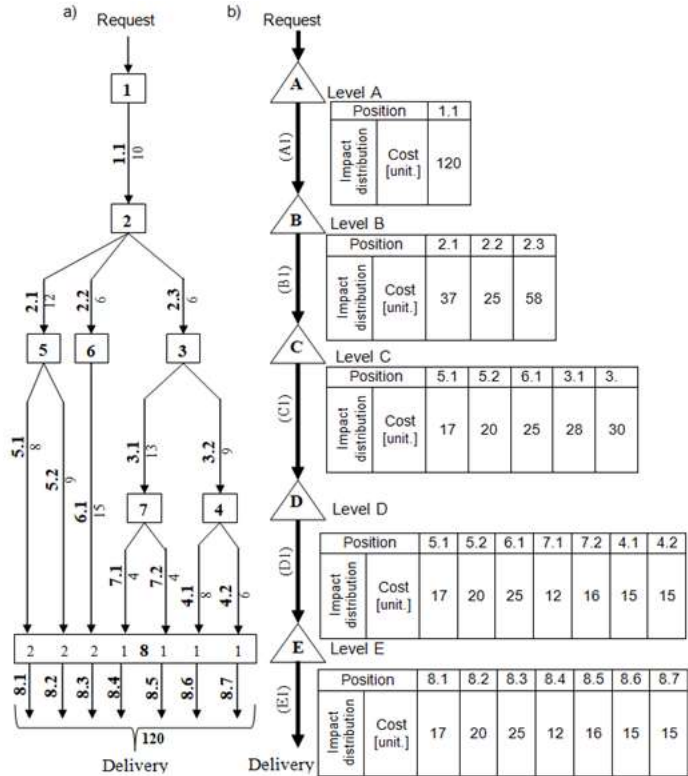 a)
Request
1
1.1
10
2
2.1
12
2.2
6
2.3
6
5
6
3
5.1
8
5.2
9
6.1
15
3.1
13
3.2
9
7
4
7.1
4
7.2
4
4.1
8
4.2
6
2 2 2 1 8 1 1 1
8.1 8.2 8.3 8.4 8.5 8.6 8.7
120
Delivery
b)
Request
A
Level A
Position 1.1
Impact
distribution
Cost
[unit.]
120
(A1)
B
Level B
Position 2.1 2.2 2.3
Impact
distribution
Cost
[unit.]
37 25 58
(B1)
C
Level C
Position 5.1 5.2 6.1 3.1 3.
Impact
distribution
Cost
[unit.]
17 20 25 28 30
(C1)
D
Level D
Position 5.1 5.2 6.1 7.1 7.2 4.1 4.2
Impact
distribution
Cost
[unit.]
17 20 25 12 16 15 15
(D1)
E
Level E
Position 8.1 8.2 8.3 8.4 8.5 8.6 8.7
Impact
distribution
Cost
[unit.]
17 20 25 12 16 15 15
(E1)
Delivery